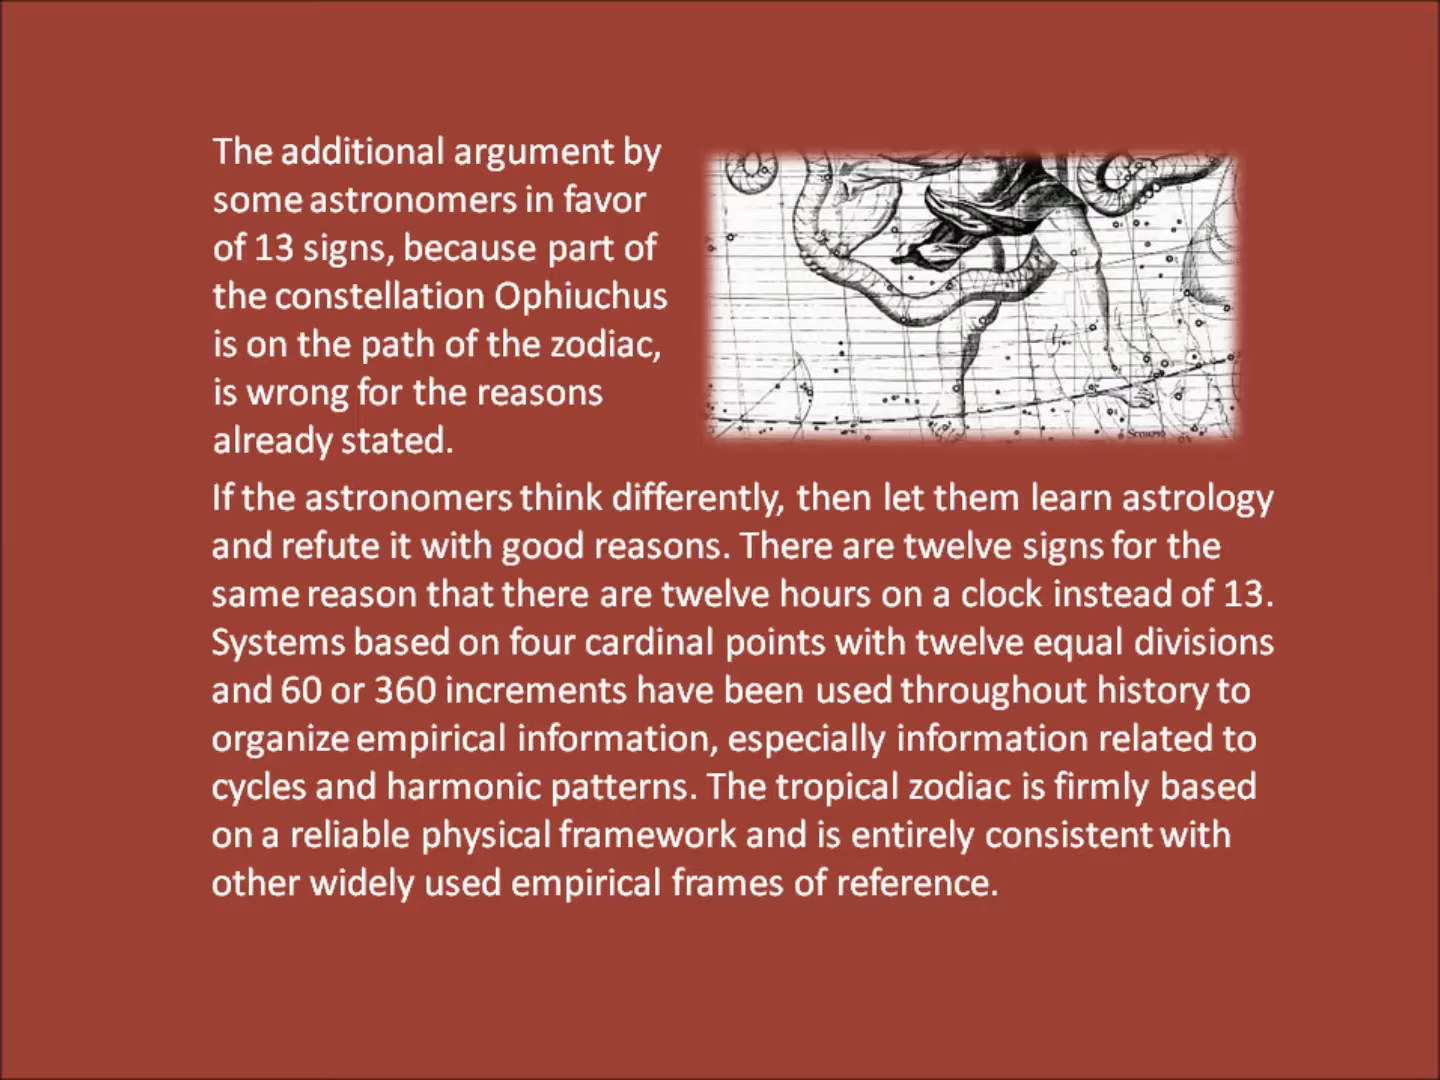 The additional argument by
some astronomers in favor
of 13 signs, because part of
the constellation Ophiuchus
is on the path of the zodiac,
is wrong for the reasons
already stated.
Scorpio
If the astronomers think differently, then let them learn astrology
and refute it with good reasons. There are twelve signs for the
same reason that there are twelve hours on a clock instead of 13.
Systems based on four cardinal points with twelve equal divisions
and 60 or 360 increments have been used throughout history to
organize empirical information, especially information related to
cycles and harmonic patterns. The tropical zodiac is firmly based
on a reliable physical framework and is entirely consistent with
other widely used empirical frames of reference.